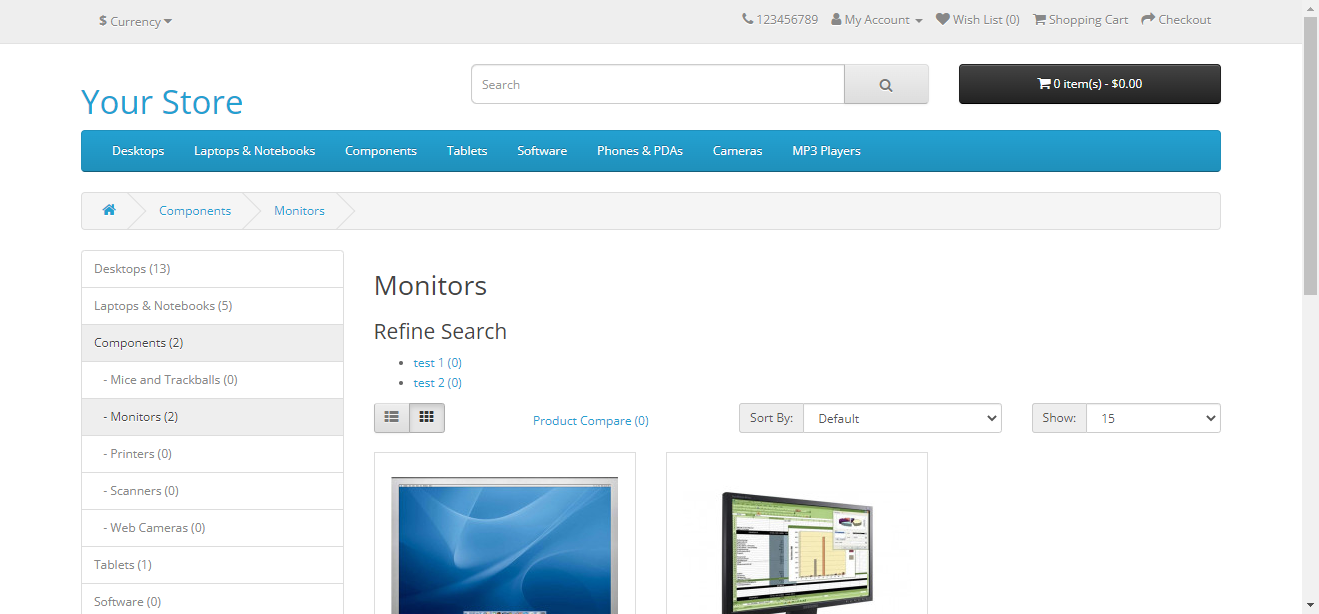 $ Currency
123456789 My Account Wish List (0) Shopping Cart Checkout
Your Store
Search
0 item(s) - $0.00
Desktops Laptops & Notebooks Components Tablets Software Phones & PDAs Cameras MP3 Players
Components Monitors
Desktops (13)
Laptops & Notebooks (5)
Components (2)
- Mice and Trackballs (0)
- Monitors (2)
- Printers (0)
- Scanners (0)
- Web Cameras (0)
Tablets (1)
Software (0)
Monitors
Refine Search
test 1 (0)
test 2 (0)
Product Compare (0)
Sort By: Default
Show: 15